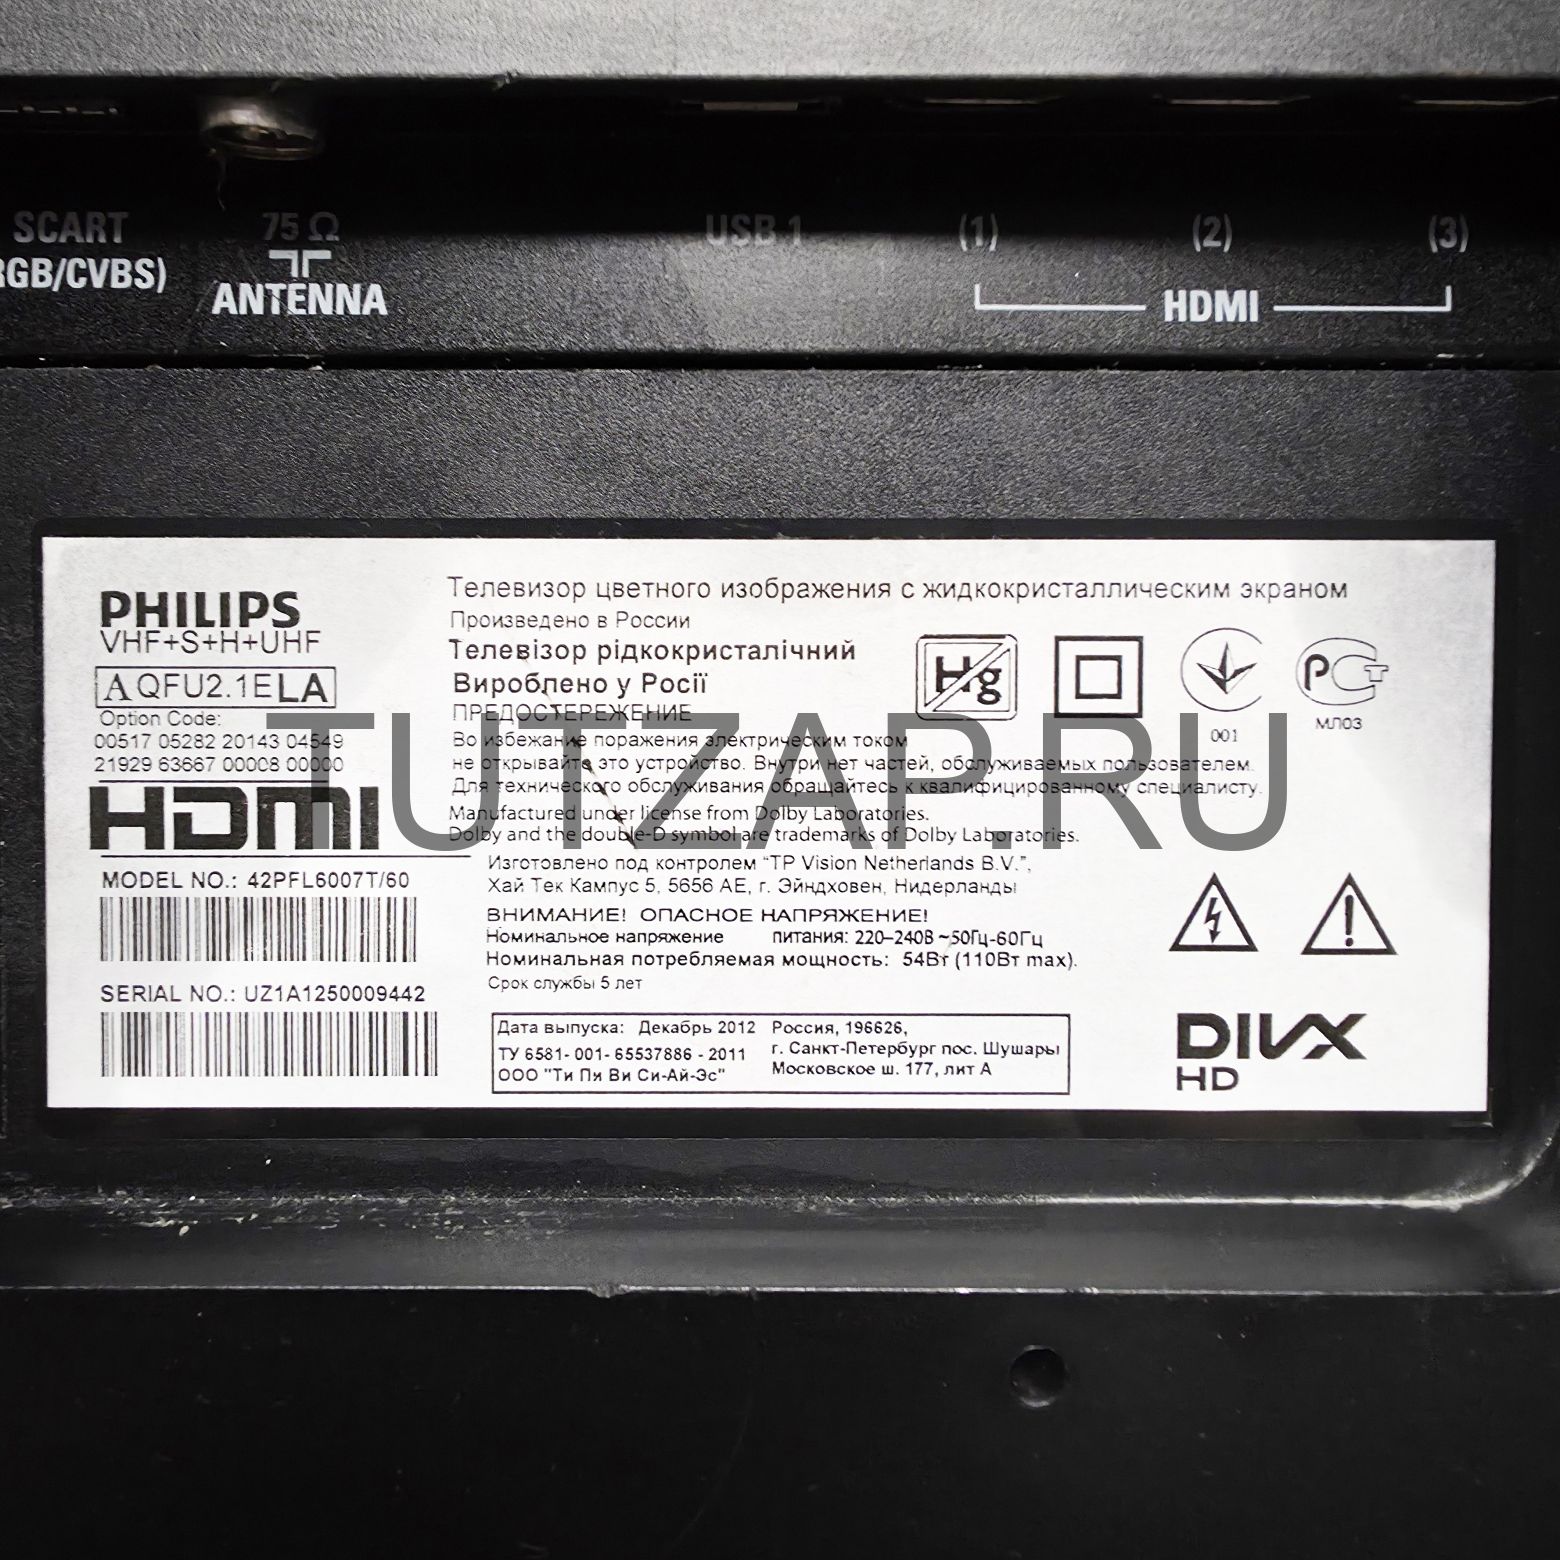 SCART
RGB/CVBS)
75 Ω
ANTENNA
USB 1
(1) (2) (3)
HDMI
PHILIPS
VHF+S+H+UHF
A QFU2.1E LA
Option Code:
00517 05282 20143 04549
21929 63667 00008 00000
HDMI
MODEL NO.: 42PFL6007T/60
SERIAL NO.: UZ1A1250009442
Телевизор цветного изображения с жидкокристаллическим экраном
Произведено в России
Телевізор рідкокристалічний
Вироблено у Росії
ПРЕДОСТЕРЕЖЕНИЕ
Во избежание поражения электрическим током
не открывайте это устройство. Внутри нет частей, обслуживаемых пользователем.
Для технического обслуживания обращайтесь к квалифицированному специалисту.
Manufactured under license from Dolby Laboratories.
Dolby and the double-D symbol are trademarks of Dolby Laboratories.
Изготовлено под контролем “TP Vision Netherlands B.V.”,
Хай Тек Кампус 5, 5656 AE, г. Эйндховен, Нидерланды
ВНИМАНИЕ! ОПАСНОЕ НАПРЯЖЕНИЕ!
Номинальное напряжение питания: 220–240В ~50Гц-60Гц
Номинальная потребляемая мощность: 54Вт (110Вт max).
Срок службы 5 лет
Дата выпуска: Декабрь 2012
ТУ 6581- 001- 65537886 - 2011
ООО "Ти Пи Ви Си-Ай-Эс"
Россия, 196626,
г. Санкт-Петербург пос. Шушары
Московское ш. 177, лит А
Hg
001
РСТ
МЛ03
DIVX
HD
TUTZAP.RU